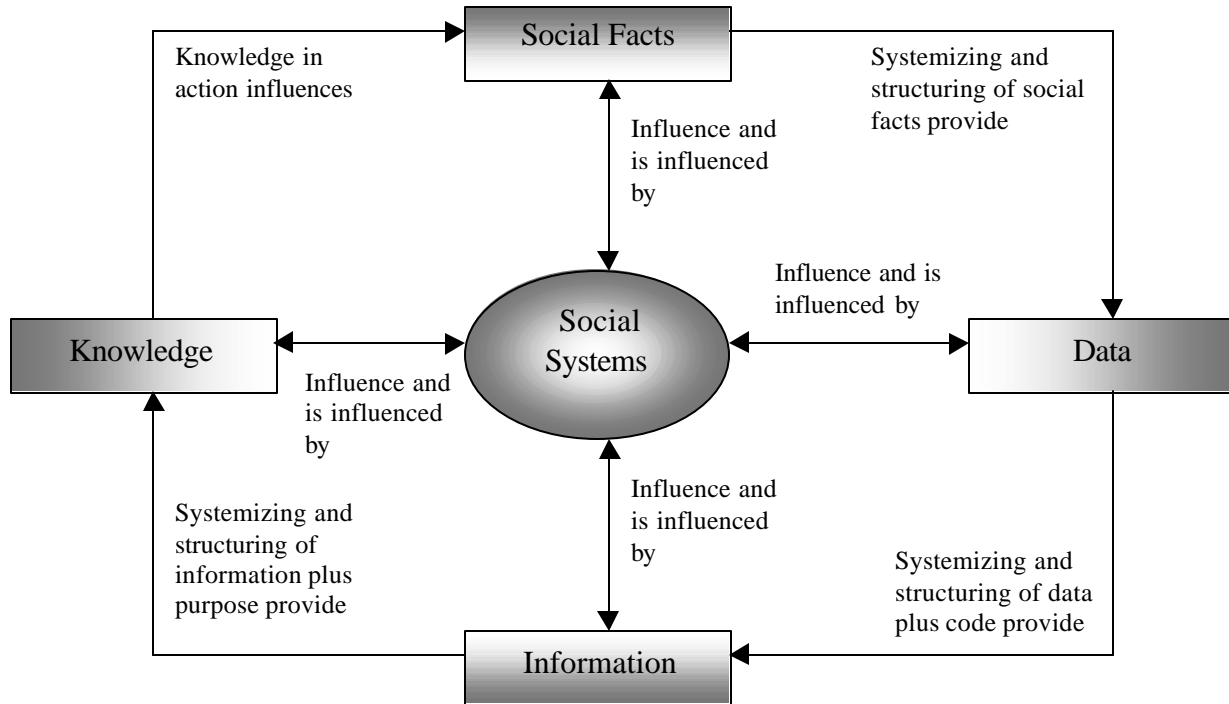 Social Facts
Knowledge in
action influences
Systemizing and
structuring of social
facts provide
Influence and
is influenced
by
Influence and is
influenced by
Social
Systems
Knowledge
Data
Influence and
is influenced
by
Influence and
is influenced
by
Systemizing and
structuring of
information plus
purpose provide
Systemizing and
structuring of data
plus code provide
Information